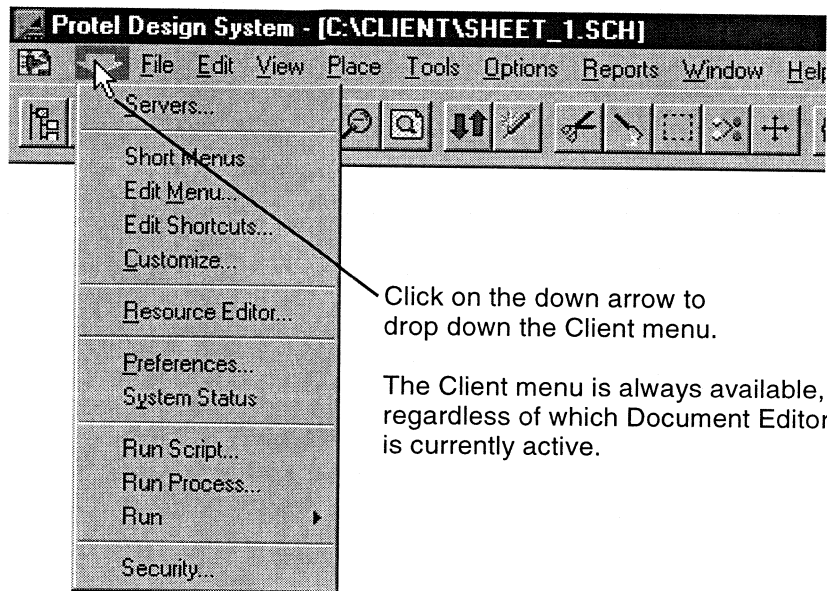 Protel Design System - [C:\CLIENT\SHEET_1.SCH]
File Edit View Place Tools Options Reports Window Help
Servers...
Short Menus
Edit Menu...
Edit Shortcuts...
Customize...
Resource Editor...
Preferences...
System Status
Run Script...
Run Process...
Run
Security...
Click on the down arrow to
drop down the Client menu.
The Client menu is always available,
regardless of which Document Editor
is currently active.